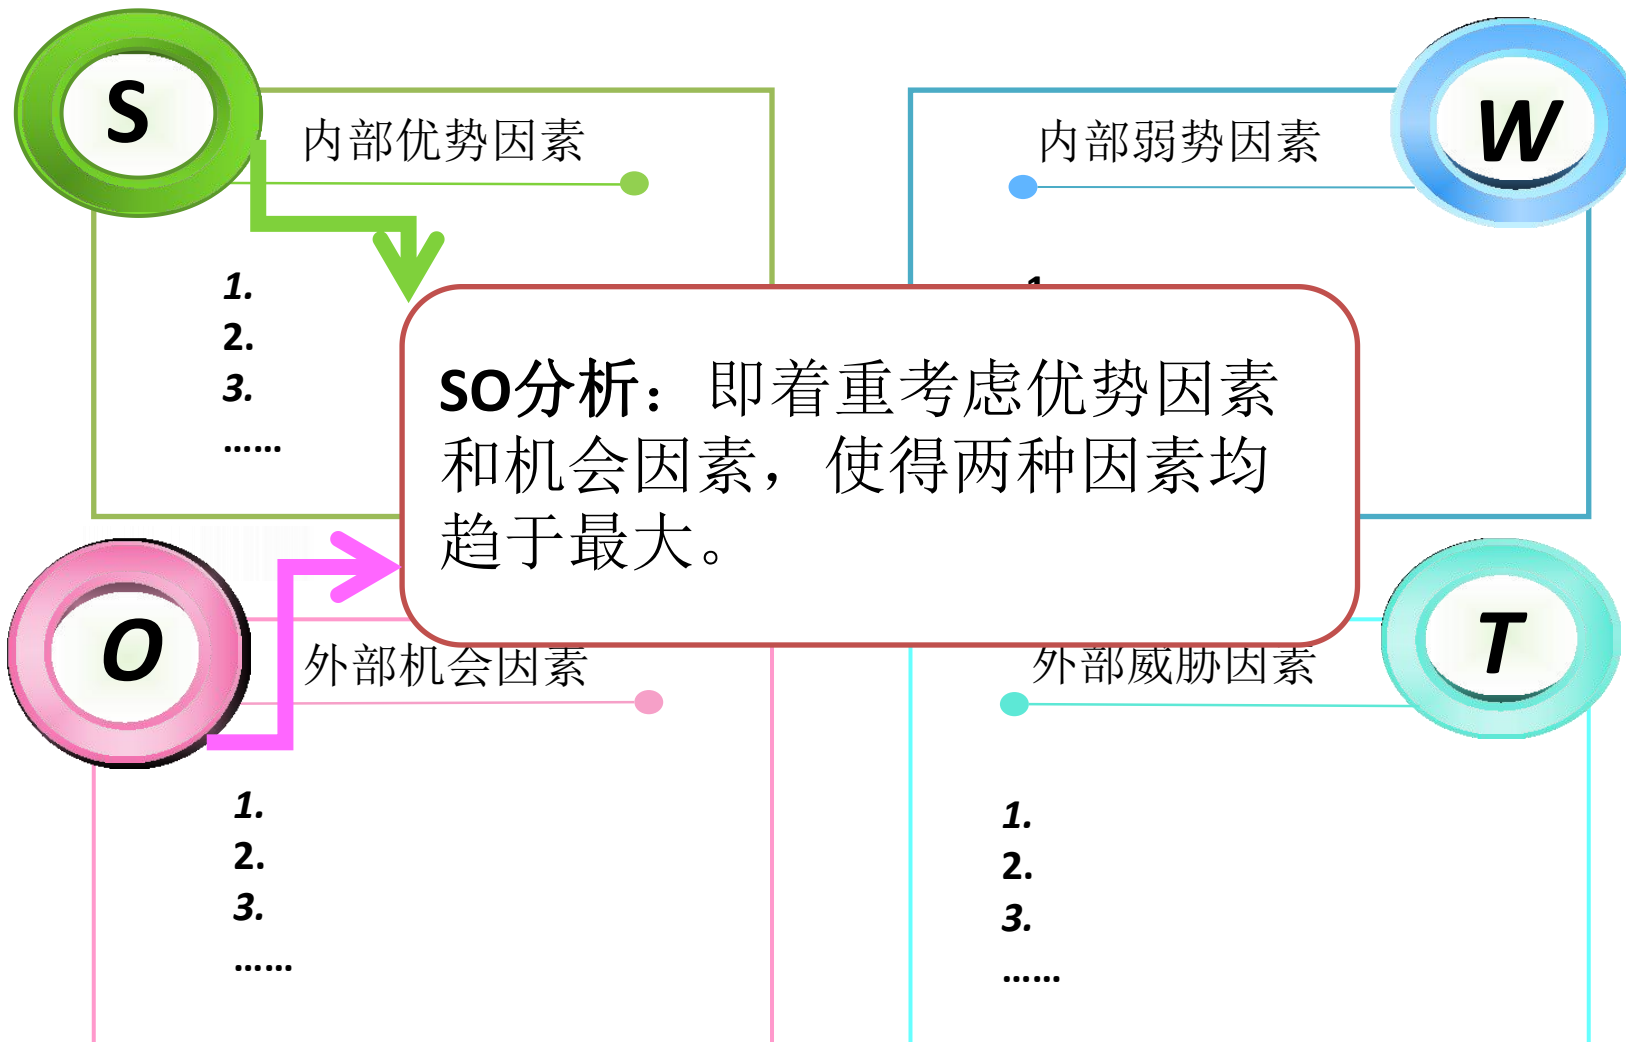 S
内部优势因素
1.
2.
3.
……
W
内部弱势因素
SO分析：即着重考虑优势因素
和机会因素，使得两种因素均
趋于最大。
O
外部机会因素
1.
2.
3.
……
T
外部威胁因素
1.
2.
3.
……